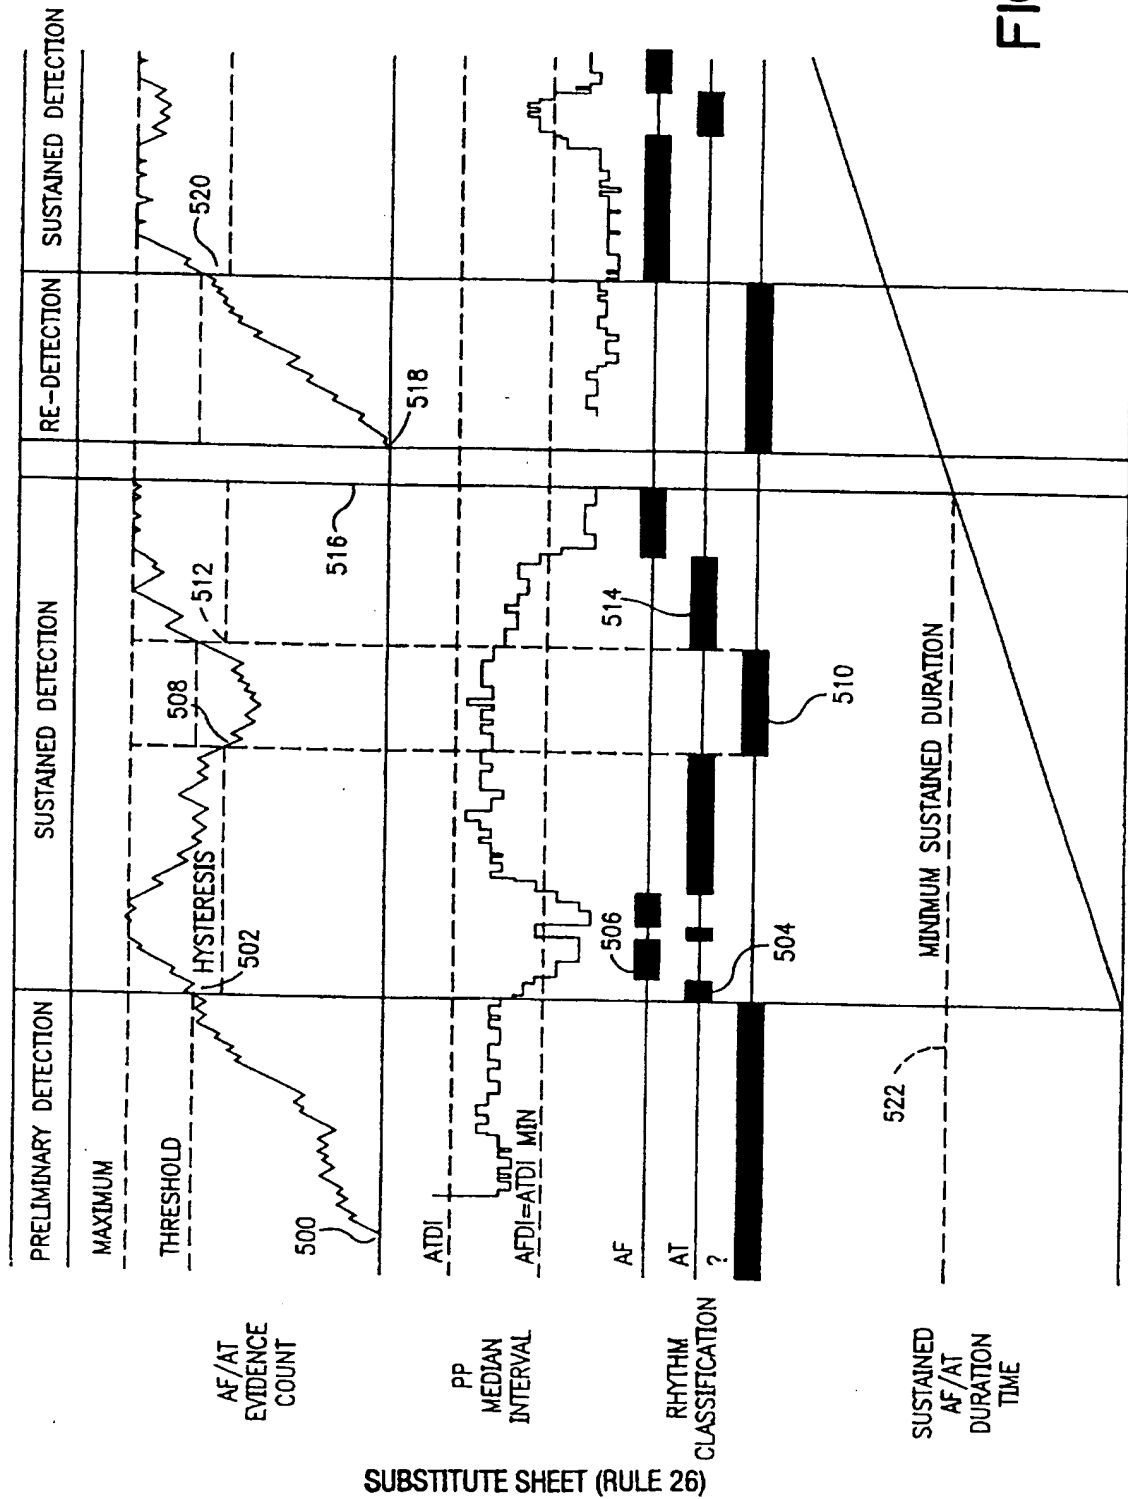 PRELIMINARY DETECTION
SUSTAINED DETECTION
RE-DETECTION
SUSTAINED DETECTION
MAXIMUM
THRESHOLD
HYSTERESIS
500
502
508
512
516
518
520
AF/AT
EVIDENCE
COUNT
ATDI
AFDI=ATDI MIN
PP
MEDIAN
INTERVAL
AF
AT
?
506
504
514
510
RHYTHM
CLASSIFICATION
MINIMUM SUSTAINED DURATION
522
SUSTAINED
AF/AT
DURATION
TIME
SUBSTITUTE SHEET (RULE 26)